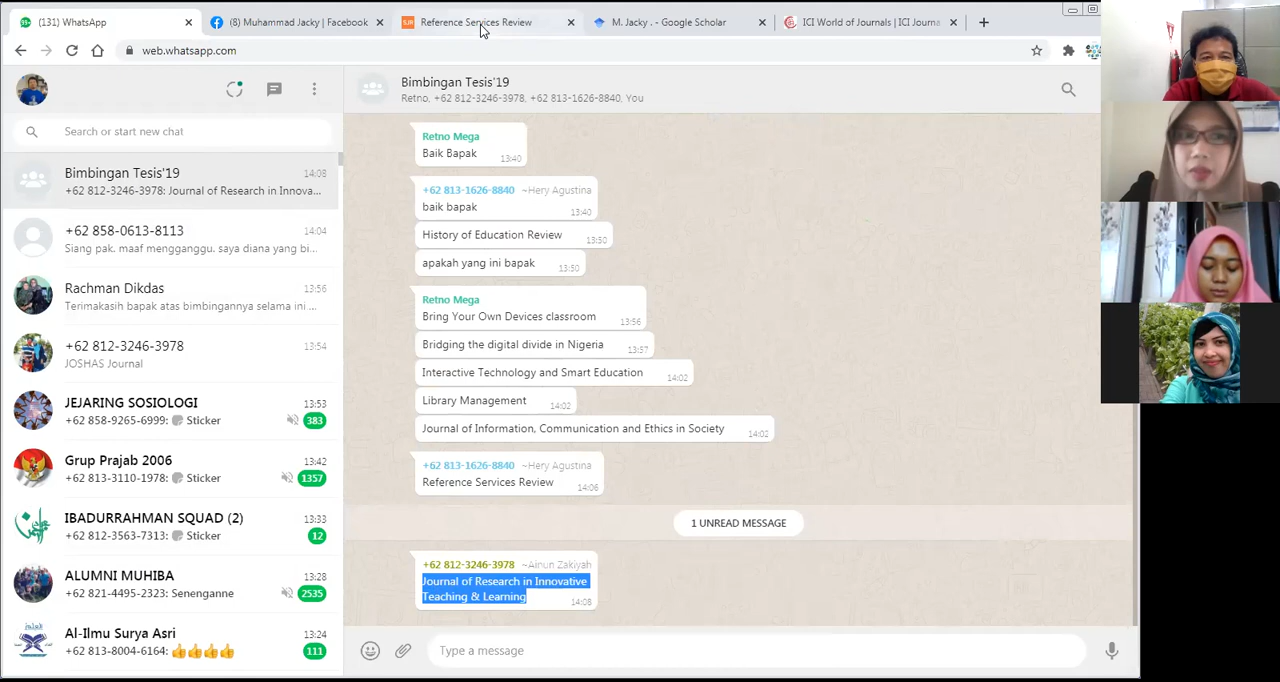 (131) WhatsApp
(8) Muhammad Jacky | Facebook
Reference Services Review
M. Jacky . - Google Scholar
ICI World of Journals | ICI Journa
web.whatsapp.com
Search or start new chat
Bimbingan Tesis'19 14:08
+62 812-3246-3978: Journal of Research in Innova...
+62 858-0613-8113 14:04
Siang pak, maaf mengganggu, saya diana yang bi...
Rachman Dikdas 13:56
Terimakasih bapak atas bimbingannya selama ini ...
+62 812-3246-3978 13:54
JOSHAS Journal
JEJARING SOSIOLOGI 13:53
+62 858-9265-6999: Sticker 383
Grup Prajab 2006 13:42
+62 813-3110-1978: Sticker 1357
IBADURRAHMAN SQUAD (2) 13:33
+62 812-3563-7313: Sticker 12
ALUMNI MUHIBA 13:28
+62 821-4495-2323: Senenganne 2535
Al-Ilmu Surya Asri 13:24
+62 813-8004-6164: 👍👍👍👍 111
Bimbingan Tesis'19
Retno, +62 812-3246-3978, +62 813-1626-8840, You
Retno Mega
Baik Bapak 13:40
+62 813-1626-8840 ~Hery Agustina
baik bapak 13:40
History of Education Review 13:50
apakah yang ini bapak 13:50
Retno Mega
Bring Your Own Devices classroom 13:56
Bridging the digital divide in Nigeria 13:57
Interactive Technology and Smart Education 14:02
Library Management 14:02
Journal of Information, Communication and Ethics in Society 14:02
+62 813-1626-8840 ~Hery Agustina
Reference Services Review 14:06
1 UNREAD MESSAGE
+62 812-3246-3978 ~Ainun Zakiyah
Journal of Research in Innovative
Teaching & Learning 14:08
Type a message